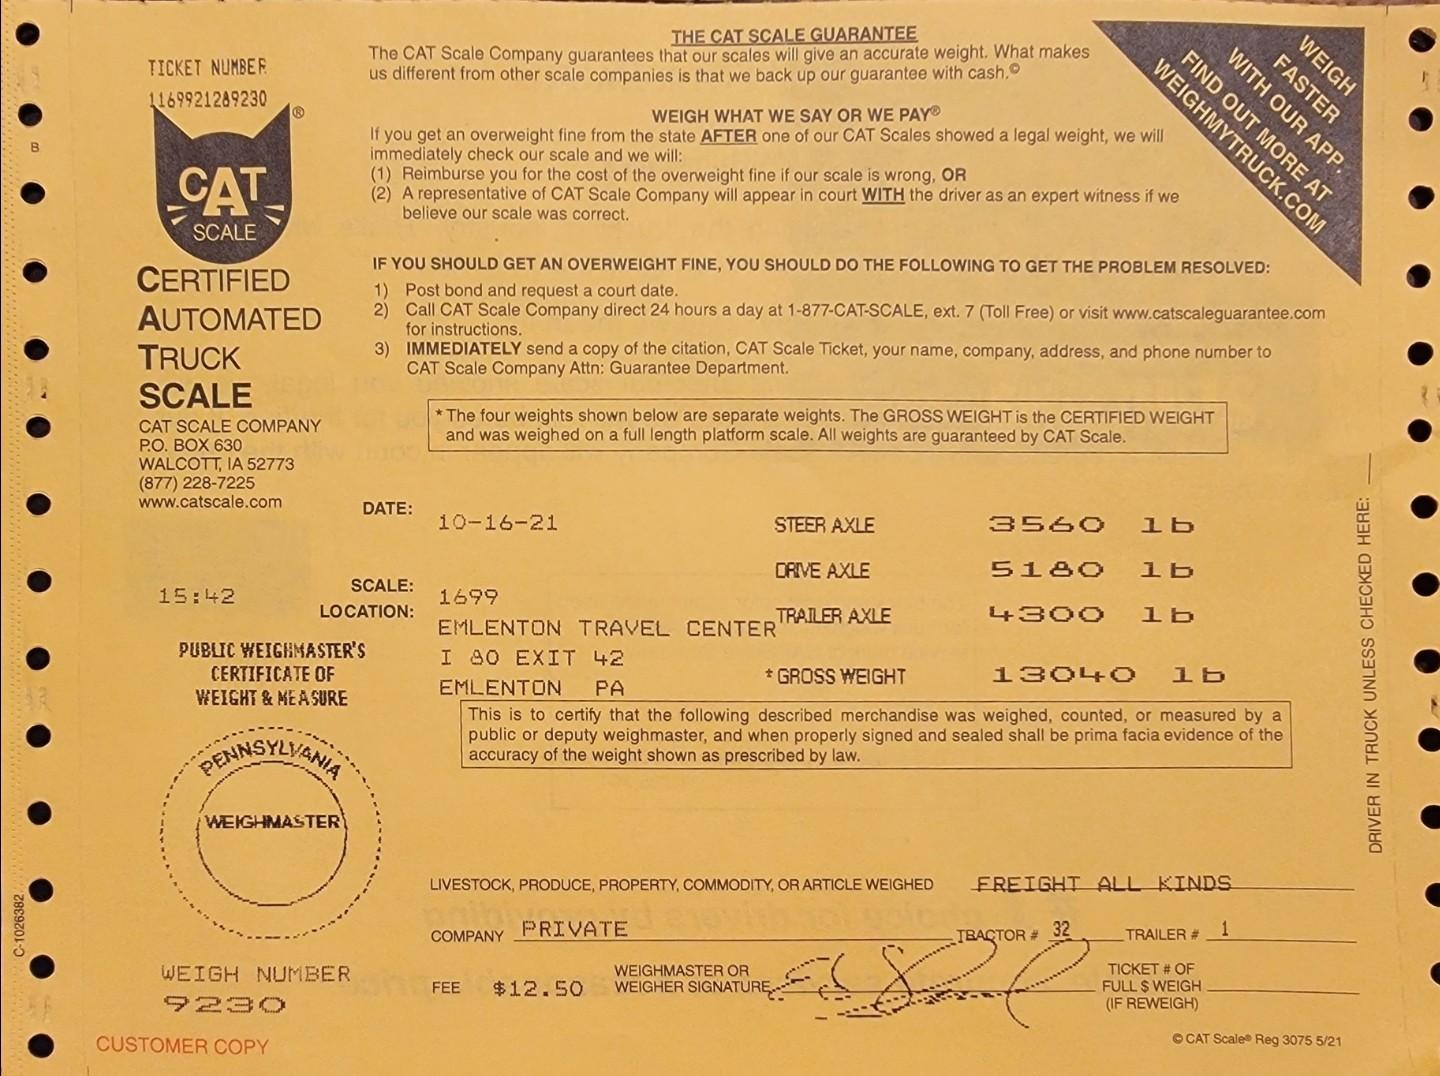 TICKET NUMBER
1169921289230
CAT
SCALE
®
CERTIFIED
AUTOMATED
TRUCK
SCALE
CAT SCALE COMPANY
P.O. BOX 630
WALCOTT, IA 52773
(877) 228-7225
www.catscale.com
THE CAT SCALE GUARANTEE
The CAT Scale Company guarantees that our scales will give an accurate weight. What makes
us different from other scale companies is that we back up our guarantee with cash.©
WEIGH WHAT WE SAY OR WE PAY®
If you get an overweight fine from the state AFTER one of our CAT Scales showed a legal weight, we will
immediately check our scale and we will:
(1) Reimburse you for the cost of the overweight fine if our scale is wrong, OR
(2) A representative of CAT Scale Company will appear in court WITH the driver as an expert witness if we
believe our scale was correct.
WEIGH
FASTER
WITH OUR APP
FIND OUT MORE AT
WEIGHMYTRUCK.COM
IF YOU SHOULD GET AN OVERWEIGHT FINE, YOU SHOULD DO THE FOLLOWING TO GET THE PROBLEM RESOLVED:
1) Post bond and request a court date.
2) Call CAT Scale Company direct 24 hours a day at 1-877-CAT-SCALE, ext. 7 (Toll Free) or visit www.catscaleguarantee.com
for instructions.
3) IMMEDIATELY send a copy of the citation, CAT Scale Ticket, your name, company, address, and phone number to
CAT Scale Company Attn: Guarantee Department.
* The four weights shown below are separate weights. The GROSS WEIGHT is the CERTIFIED WEIGHT
and was weighed on a full length platform scale. All weights are guaranteed by CAT Scale.
DATE: 10-16-21
STEER AXLE 3560 lb
DRIVE AXLE 5180 lb
15:42
SCALE: 1699
LOCATION: EMLENTON TRAVEL CENTER
TRAILER AXLE 4300 lb
I 80 EXIT 42
EMLENTON PA
* GROSS WEIGHT 13040 lb
PUBLIC WEIGHMASTER'S
CERTIFICATE OF
WEIGHT & MEASURE
This is to certify that the following described merchandise was weighed, counted, or measured by a
public or deputy weighmaster, and when properly signed and sealed shall be prima facia evidence of the
accuracy of the weight shown as prescribed by law.
PENNSYLVANIA
WEIGHMASTER
LIVESTOCK, PRODUCE, PROPERTY, COMMODITY, OR ARTICLE WEIGHED FREIGHT ALL KINDS
COMPANY PRIVATE TRACTOR # 32 TRAILER # 1
WEIGH NUMBER
9230
FEE $12.50
WEIGHMASTER OR
WEIGHER SIGNATURE
TICKET # OF
FULL $ WEIGH
(IF REWEIGH)
CUSTOMER COPY
© CAT Scale® Reg 3075 5/21
DRIVER IN TRUCK UNLESS CHECKED HERE:
C-1026382
B